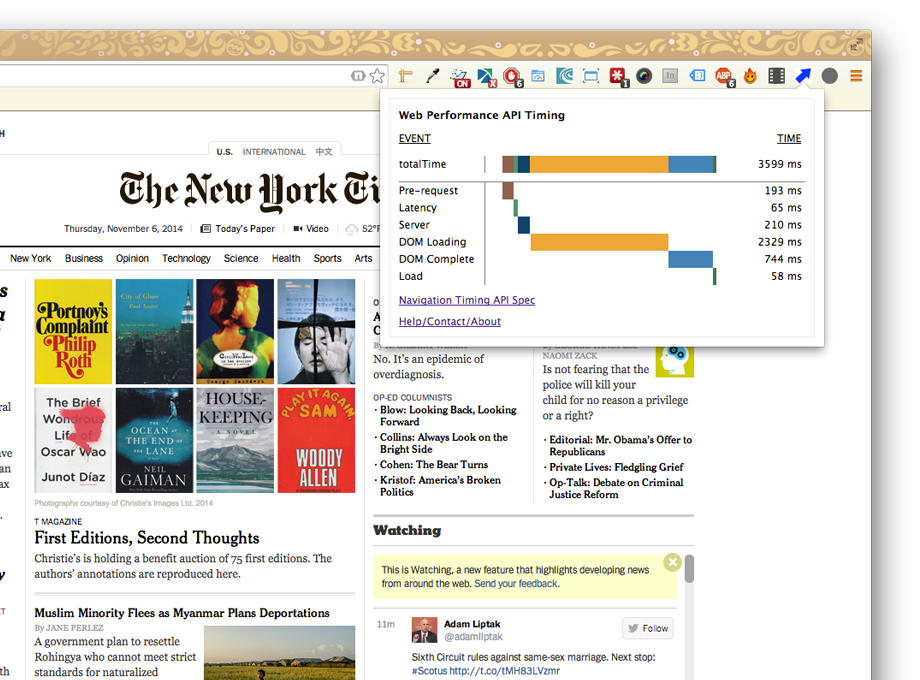 Web Performance API Timing
EVENT TIME
totalTime 3599 ms
Pre-request 193 ms
Latency 65 ms
Server 210 ms
DOM Loading 2329 ms
DOM Complete 744 ms
Load 58 ms
Navigation Timing API Spec
Help/Contact/About
ON
X
6
1
ABP
6
H
U.S. INTERNATIONAL 中文
The New York Ti
Thursday, November 6, 2014 Today's Paper Video 52°F
New York Business Opinion Technology Science Health Sports Arts
Portnoy's
Complaint
Philip
Roth
City of Glass
Paul Auster
CivilWarLand
George Saunders
The Brief
Wondrous
Life of
Oscar Wao
Junot Díaz
THE
OCEAN AT
THE END OF
THE LANE
NEIL
GAIMAN
HOUSE-
KEEPING
A NOVEL
PLAY IT AGAIN
SAM
WOODY
ALLEN
Photographs courtesy of Christie's Images Ltd. 2014
T MAGAZINE
First Editions, Second Thoughts
Christie's is holding a benefit auction of 75 first editions. The
authors' annotations are reproduced here.
Muslim Minority Flees as Myanmar Plans Deportations
By JANE PERLEZ
A government plan to resettle
Rohingya who cannot meet strict
standards for naturalized
No. It's an epidemic of
overdiagnosis.
OP-ED COLUMNISTS
· Blow: Looking Back, Looking
Forward
· Collins: Always Look on the
Bright Side
· Cohen: The Bear Turns
· Kristof: America's Broken
Politics
NAOMI ZACK
Is not fearing that the
police will kill your
child for no reason a privilege
or a right?
· Editorial: Mr. Obama's Offer to
Republicans
· Private Lives: Fledgling Grief
· Op-Talk: Debate on Criminal
Justice Reform
Watching
This is Watching, a new feature that highlights developing news
from around the web. Send your feedback.
11m Adam Liptak Follow
@adamliptak
Sixth Circuit rules against same-sex marriage. Next stop:
#Scotus http://t.co/tMH83LVzmr